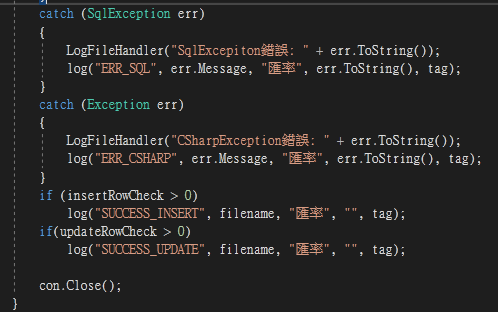 catch (SqlException err)
{
LogFileHandler("SqlExcepiton錯誤: " + err.ToString());
log("ERR_SQL", err.Message, "匯率", err.ToString(), tag);
}
catch (Exception err)
{
LogFileHandler("CSharpException錯誤: " + err.ToString());
log("ERR_CSHARP", err.Message, "匯率", err.ToString(), tag);
}
if (insertRowCheck > 0)
log("SUCCESS_INSERT", filename, "匯率", "", tag);
if(updateRowCheck > 0)
log("SUCCESS_UPDATE", filename, "匯率", "", tag);
con.Close();
}